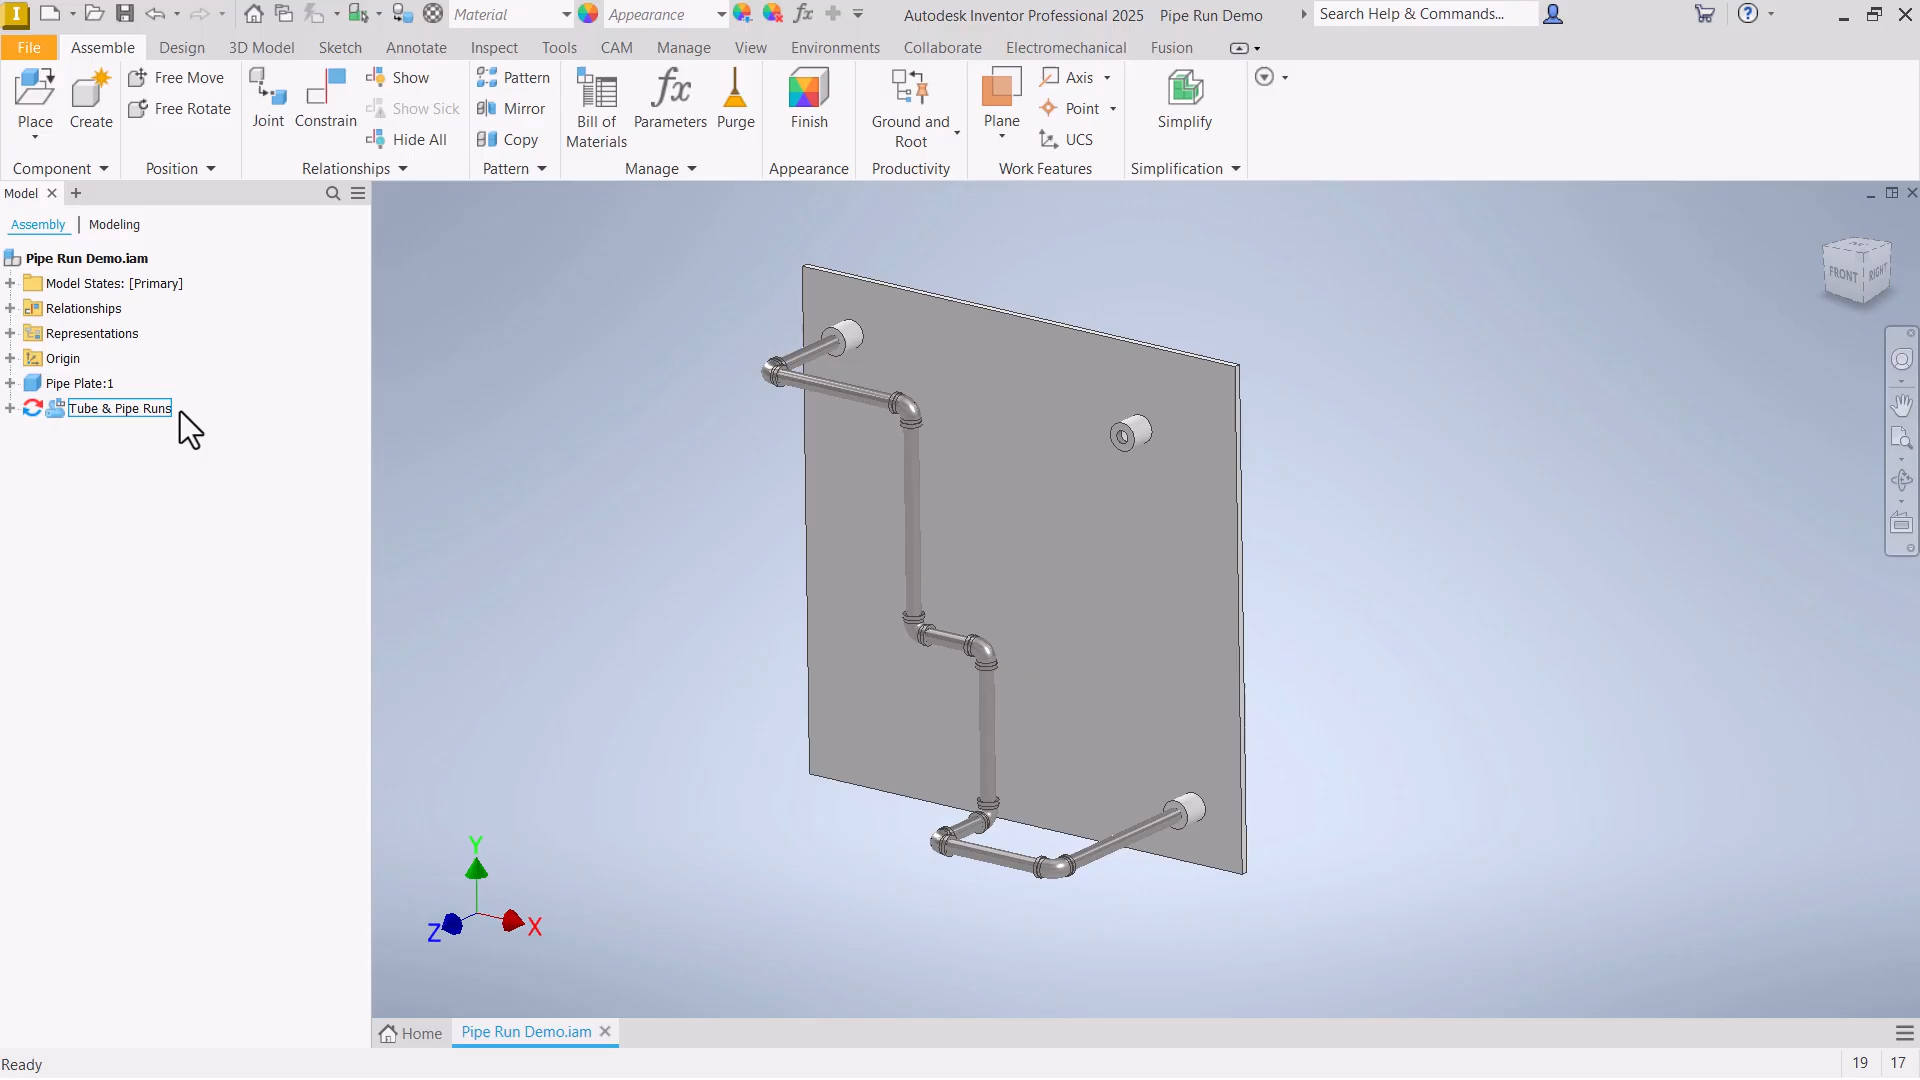 I Material Appearance fx Autodesk Inventor Professional 2025 Pipe Run Demo Search Help & Commands... ?
File Assemble Design 3D Model Sketch Annotate Inspect Tools CAM Manage View Environments Collaborate Electromechanical Fusion
Place
Create
Component
Free Move
Free Rotate
Position
Joint
Constrain
Show
Show Sick
Hide All
Relationships
Pattern
Mirror
Copy
Pattern
Bill of
Materials
fx
Parameters
Purge
Manage
Finish
Appearance
Ground and
Root
Productivity
Plane
Axis
Point
UCS
Work Features
Simplify
Simplification
Model
Assembly | Modeling
Pipe Run Demo.iam
Model States: [Primary]
Relationships
Representations
Origin
Pipe Plate:1
Tube & Pipe Runs
FRONT RIGHT
Y
Z
X
Home Pipe Run Demo.iam
Ready 19 17